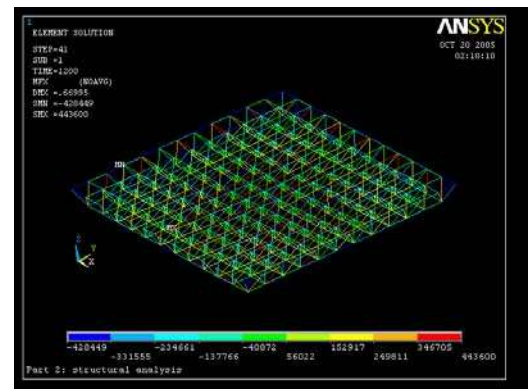 1
ELEMENT SOLUTION
STEP=41
SUB =1
TIME=1200
MFX (NOAVG)
DMX =.66995
SMN =-428449
SMX =443600
ANSYS
OCT 20 2005
02:18:10
MN
MX
Z
Y
X
-428449 -234661 -40872 152917 346705
-331555 -137766 56022 249811 443600
Part 2: structural analysis